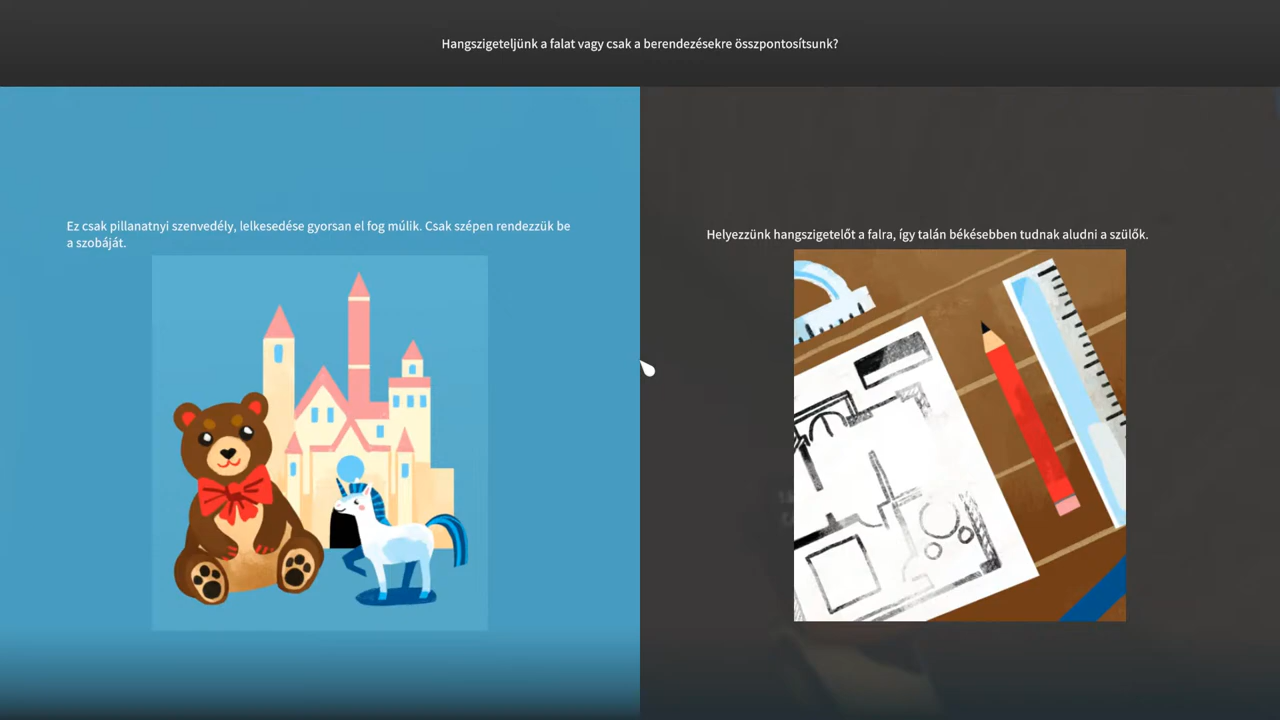 Hangszigeteljünk a falat vagy csak a berendezésekre összpontosítsunk?
Ez csak pillanatnyi szenvedély, lelkesedése gyorsan el fog múlik. Csak szépen rendezzük be
a szobáját.
Helyezzünk hangszigetelőt a falra, így talán békésebben tudnak aludni a szülők.